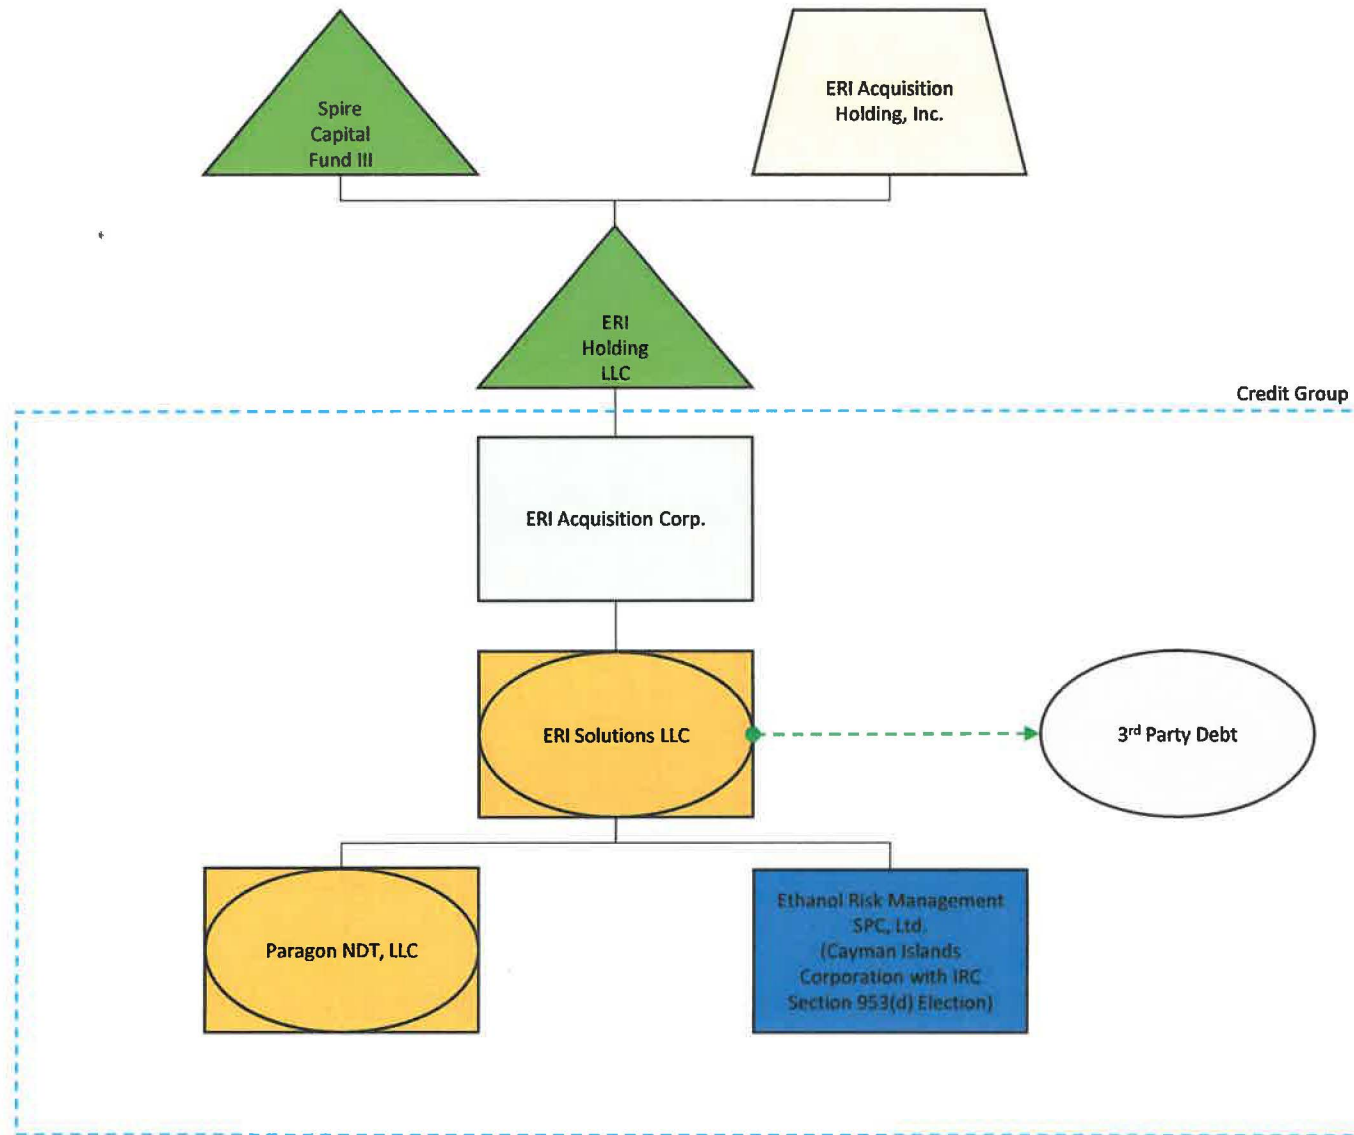 Spire
Capital
Fund III
ERI Acquisition
Holding, Inc.
ERI
Holding
LLC
Credit Group
ERI Acquisition Corp.
ERI Solutions LLC
3rd Party Debt
Paragon NDT, LLC
Ethanol Risk Management
SPC, Ltd.
(Cayman Islands
Corporation with IRC
Section 953(d) Election)